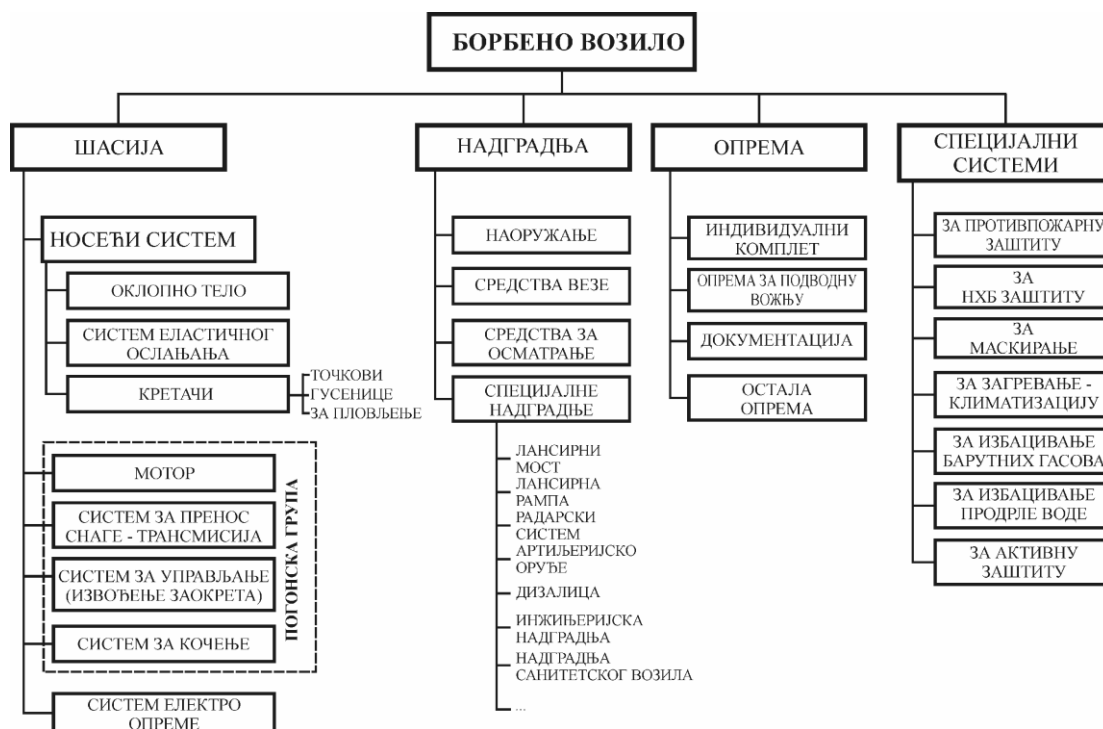 БОРБЕНО ВОЗИЛО
ШАСИЈА
НОСЕЋИ СИСТЕМ
ОКЛОПНО ТЕЛО
СИСТЕМ ЕЛАСТИЧНОГ
ОСЛАЊАЊА
КРЕТАЧИ
ТОЧКОВИ
ГУСЕНИЦЕ
ЗА ПЛОВЉЕЊЕ
МОТОР
СИСТЕМ ЗА ПРЕНОС
СНАГЕ - ТРАНСМИСИЈА
СИСТЕМ ЗА УПРАВЉАЊЕ
(ИЗВОЂЕЊЕ ЗАОКРЕТА)
СИСТЕМ ЗА КОЧЕЊЕ
ПОГОНСКА ГРУПА
СИСТЕМ ЕЛЕКТРО
ОПРЕМЕ
НАДГРАДЊА
НАОРУЖАЊЕ
СРЕДСТВА ВЕЗЕ
СРЕДСТВА ЗА
ОСМАТРАЊЕ
СПЕЦИЈАЛНЕ
НАДГРАДЊЕ
ЛАНСИРНИ
МОСТ
ЛАНСИРНА
РАМПА
РАДАРСКИ
СИСТЕМ
АРТИЉЕРИЈСКО
ОРУЂЕ
ДИЗАЛИЦА
ИНЖИЊЕРИЈСКА
НАДГРАДЊА
НАДГРАДЊА
САНИТЕТСКОГ ВОЗИЛА
...
ОПРЕМА
ИНДИВИДУАЛНИ
КОМПЛЕТ
ОПРЕМА ЗА ПОДВОДНУ
ВОЖЊУ
ДОКУМЕНТАЦИЈА
ОСТАЛА
ОПРЕМА
СПЕЦИЈАЛНИ
СИСТЕМИ
ЗА ПРОТИВПОЖАРНУ
ЗАШТИТУ
ЗА
НХБ ЗАШТИТУ
ЗА
МАСКИРАЊЕ
ЗА ЗАГРЕВАЊЕ -
КЛИМАТИЗАЦИЈУ
ЗА ИЗБАЦИВАЊЕ
БАРУТНИХ ГАСОВА
ЗА ИЗБАЦИВАЊЕ
ПРОДРЛЕ ВОДЕ
ЗА АКТИВНУ
ЗАШТИТУ